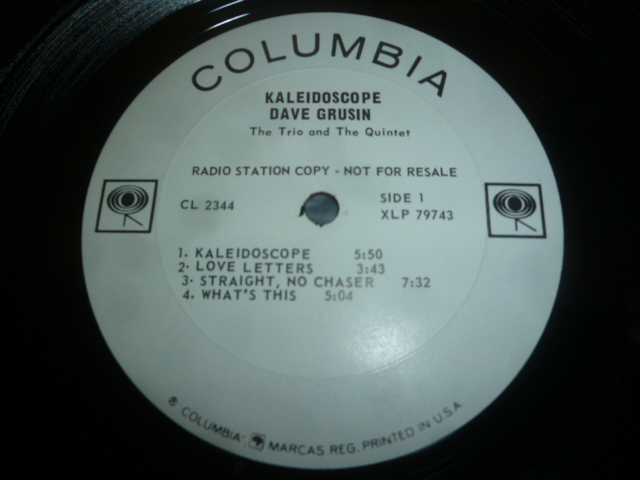 COLUMBIA
KALEIDOSCOPE
DAVE GRUSIN
The Trio and The Quintet
RADIO STATION COPY - NOT FOR RESALE
CL 2344
SIDE 1
XLP 79743
1. KALEIDOSCOPE 5:50
2. LOVE LETTERS 3:43
3. STRAIGHT, NO CHASER 7:32
4. WHAT'S THIS 5:04
® COLUMBIA, MARCAS REG. PRINTED IN U.S.A.